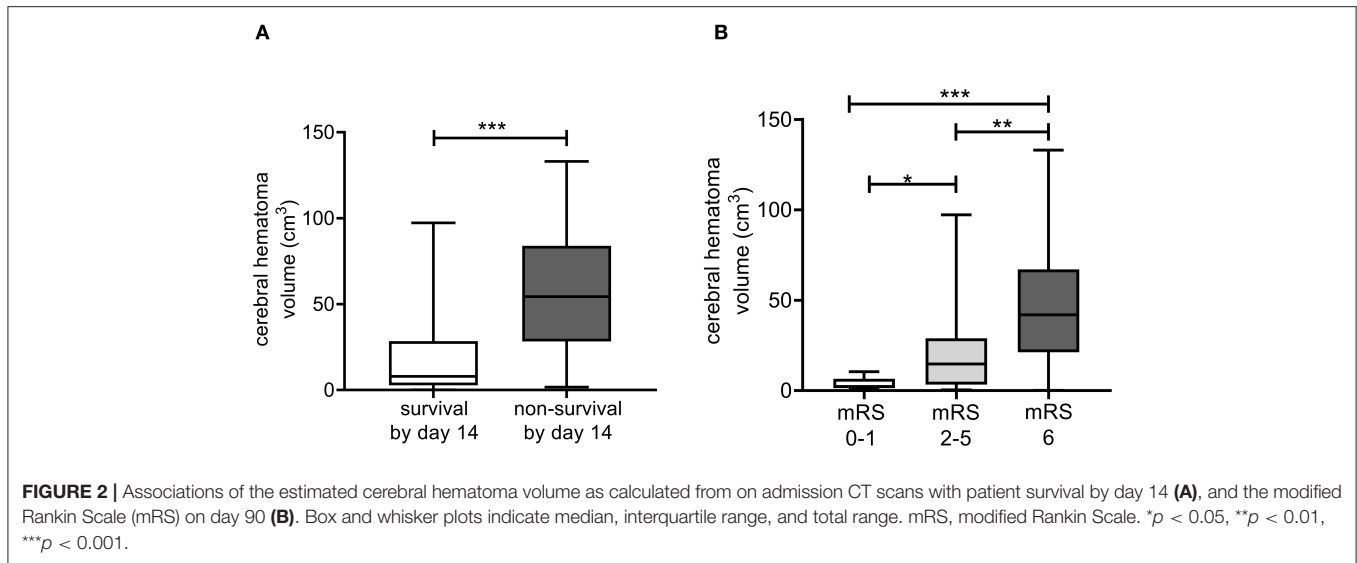 A
cerebral hematoma
volume (cm³)
150
100
50
0
***
survival
by day 14
non-survival
by day 14
B
cerebral hematoma
volume (cm³)
150
100
50
0
***
**
*
mRS
0-1
mRS
2-5
mRS
6
FIGURE 2 | Associations of the estimated cerebral hematoma volume as calculated from on admission CT scans with patient survival by day 14 (A), and the modified
Rankin Scale (mRS) on day 90 (B). Box and whisker plots indicate median, interquartile range, and total range. mRS, modified Rankin Scale. *p < 0.05, **p < 0.01,
***p < 0.001.